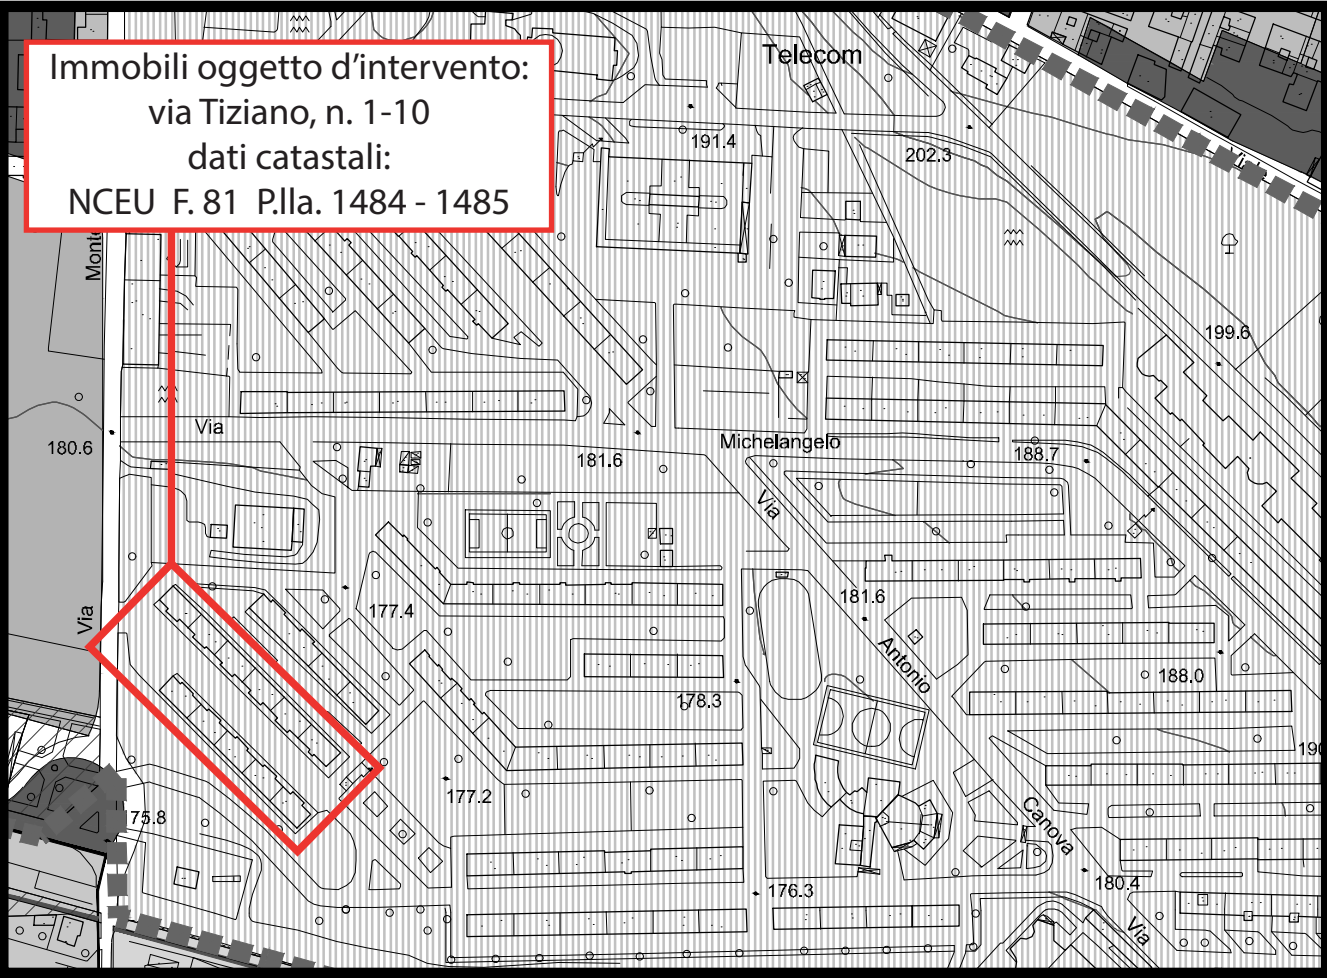 Immobili oggetto d'intervento:
via Tiziano, n. 1-10
dati catastali:
NCEU F. 81 P.lla. 1484 - 1485
Telecom
191.4
202.3
Monte
199.6
Via
180.6
181.6
Michelangelo
188.7
Via
177.4
181.6
Via
Antonio
188.0
178.3
190
177.2
175.8
Canova
180.4
176.3
Via